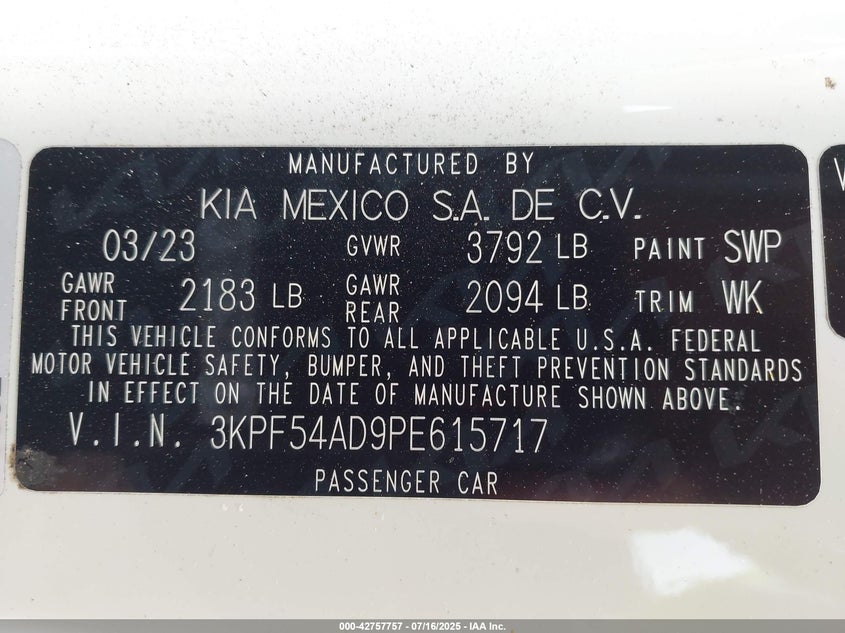 MANUFACTURED BY
KIA MEXICO S.A. DE C.V.
03/23 GVWR 3792 LB PAINT SWP
GAWR FRONT 2183 LB GAWR REAR 2094 LB TRIM WK
THIS VEHICLE CONFORMS TO ALL APPLICABLE U.S.A. FEDERAL
MOTOR VEHICLE SAFETY, BUMPER, AND THEFT PREVENTION STANDARDS
IN EFFECT ON THE DATE OF MANUFACTURE SHOWN ABOVE.
V.I.N. 3KPF54AD9PE615717
PASSENGER CAR
000-42757757 - 07/16/2025 - IAA Inc.